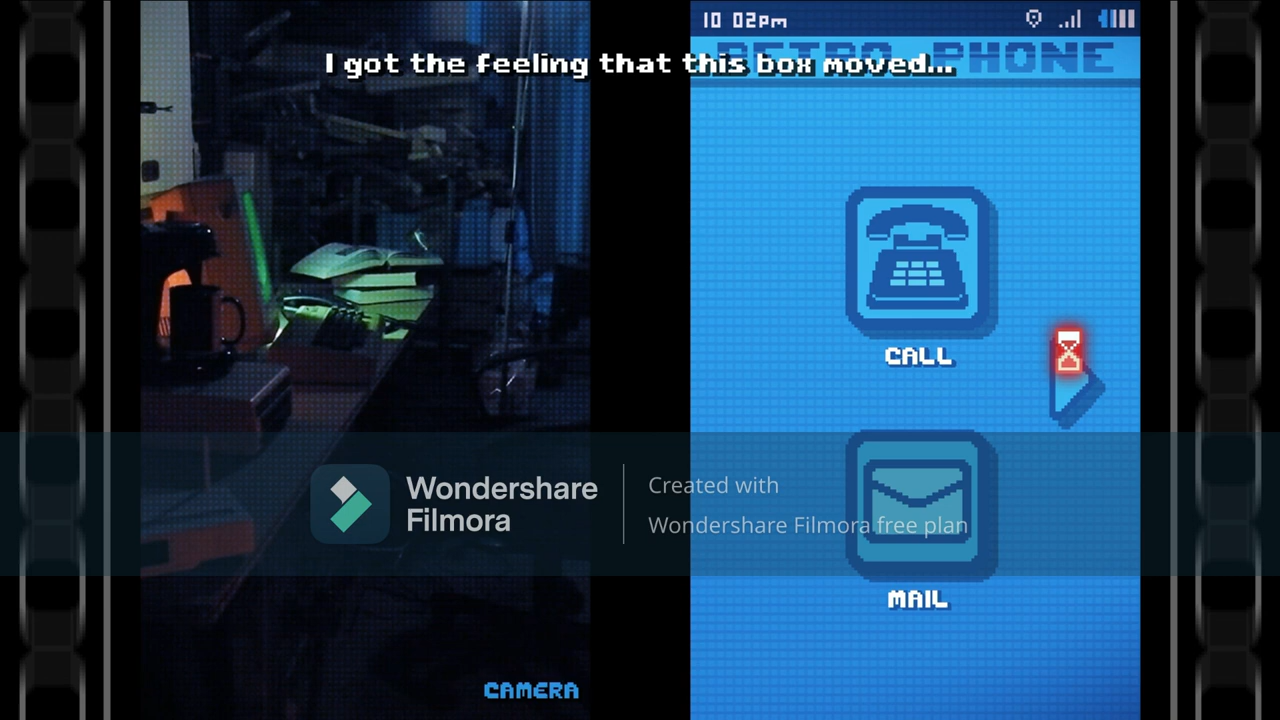 10 02pm
RETRO PHONE
I got the feeling that this box moved...
CALL
Wondershare
Filmora
Created with
Wondershare Filmora free plan
MAIL
CAMERA